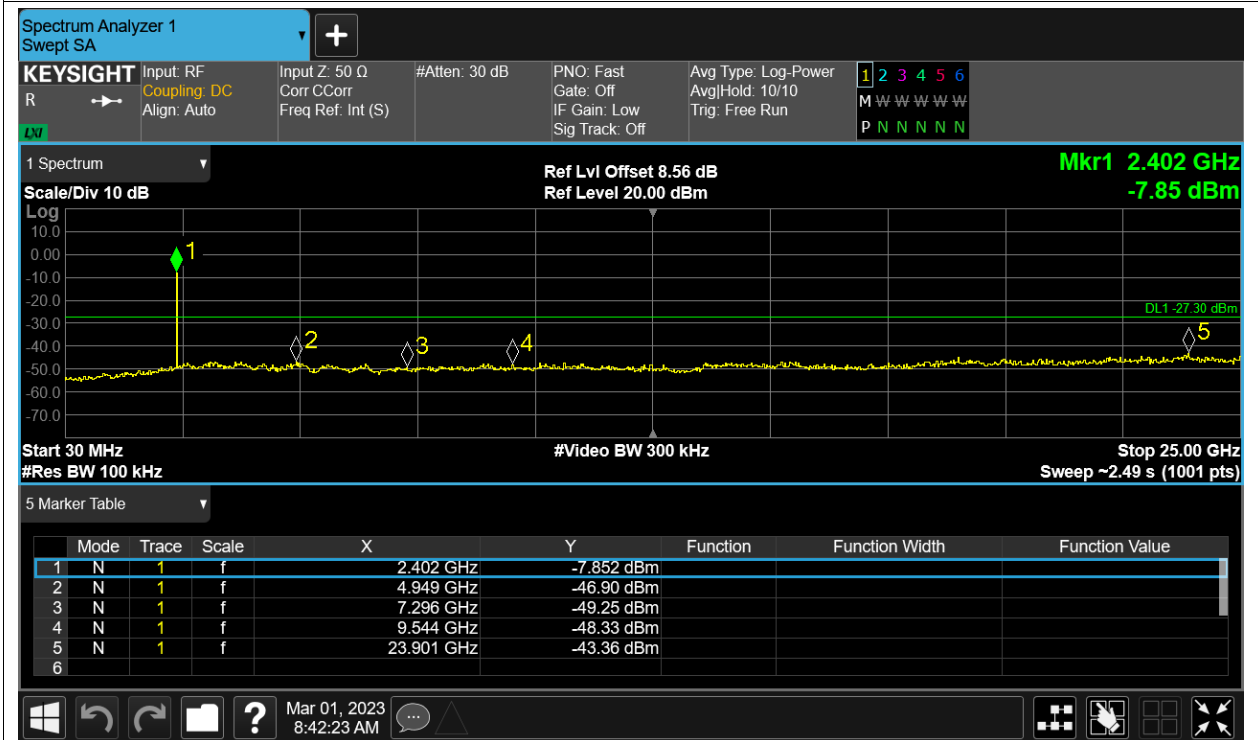 Spectrum Analyzer 1
Swept SA
+
KEYSIGHT Input: RF Input Z: 50 Ω #Atten: 30 dB PNO: Fast Avg Type: Log-Power 1 2 3 4 5 6
R Coupling: DC Corr CCorr Gate: Off Avg|Hold: 10/10 M W W W W W
Align: Auto Freq Ref: Int (S) IF Gain: Low Trig: Free Run
LXI Sig Track: Off P N N N N N
1 Spectrum Ref Lvl Offset 8.56 dB Mkr1 2.402 GHz
Scale/Div 10 dB Ref Level 20.00 dBm -7.85 dBm
Log
10.0
0.00 1
-10.0
-20.0
DL1 -27.30 dBm
-30.0
2 3 4 5
-40.0
-50.0
-60.0
-70.0
Start 30 MHz #Video BW 300 kHz Stop 25.00 GHz
#Res BW 100 kHz Sweep ~2.49 s (1001 pts)
5 Marker Table
Mode Trace Scale X Y Function Function Width Function Value
1 N 1 f 2.402 GHz -7.852 dBm
2 N 1 f 4.949 GHz -46.90 dBm
3 N 1 f 7.296 GHz -49.25 dBm
4 N 1 f 9.544 GHz -48.33 dBm
5 N 1 f 23.901 GHz -43.36 dBm
6
? Mar 01, 2023
8:42:23 AM